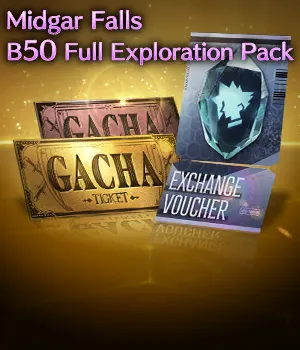 Midgar Falls
B50 Full Exploration Pack
GACHA
GACHA
TICKET
EXCHANGE
VOUCHER